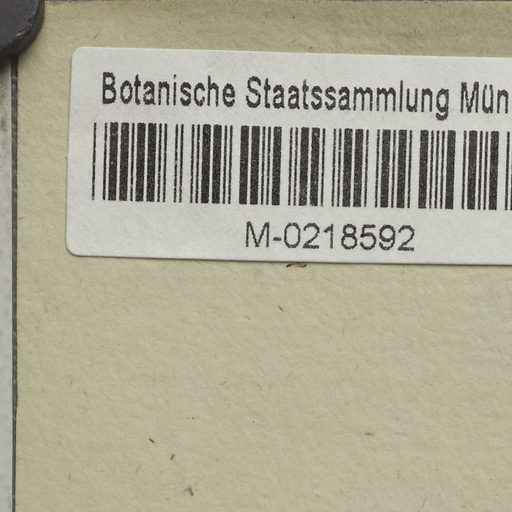 Botanische Staatssammlung Mün
M-0218592